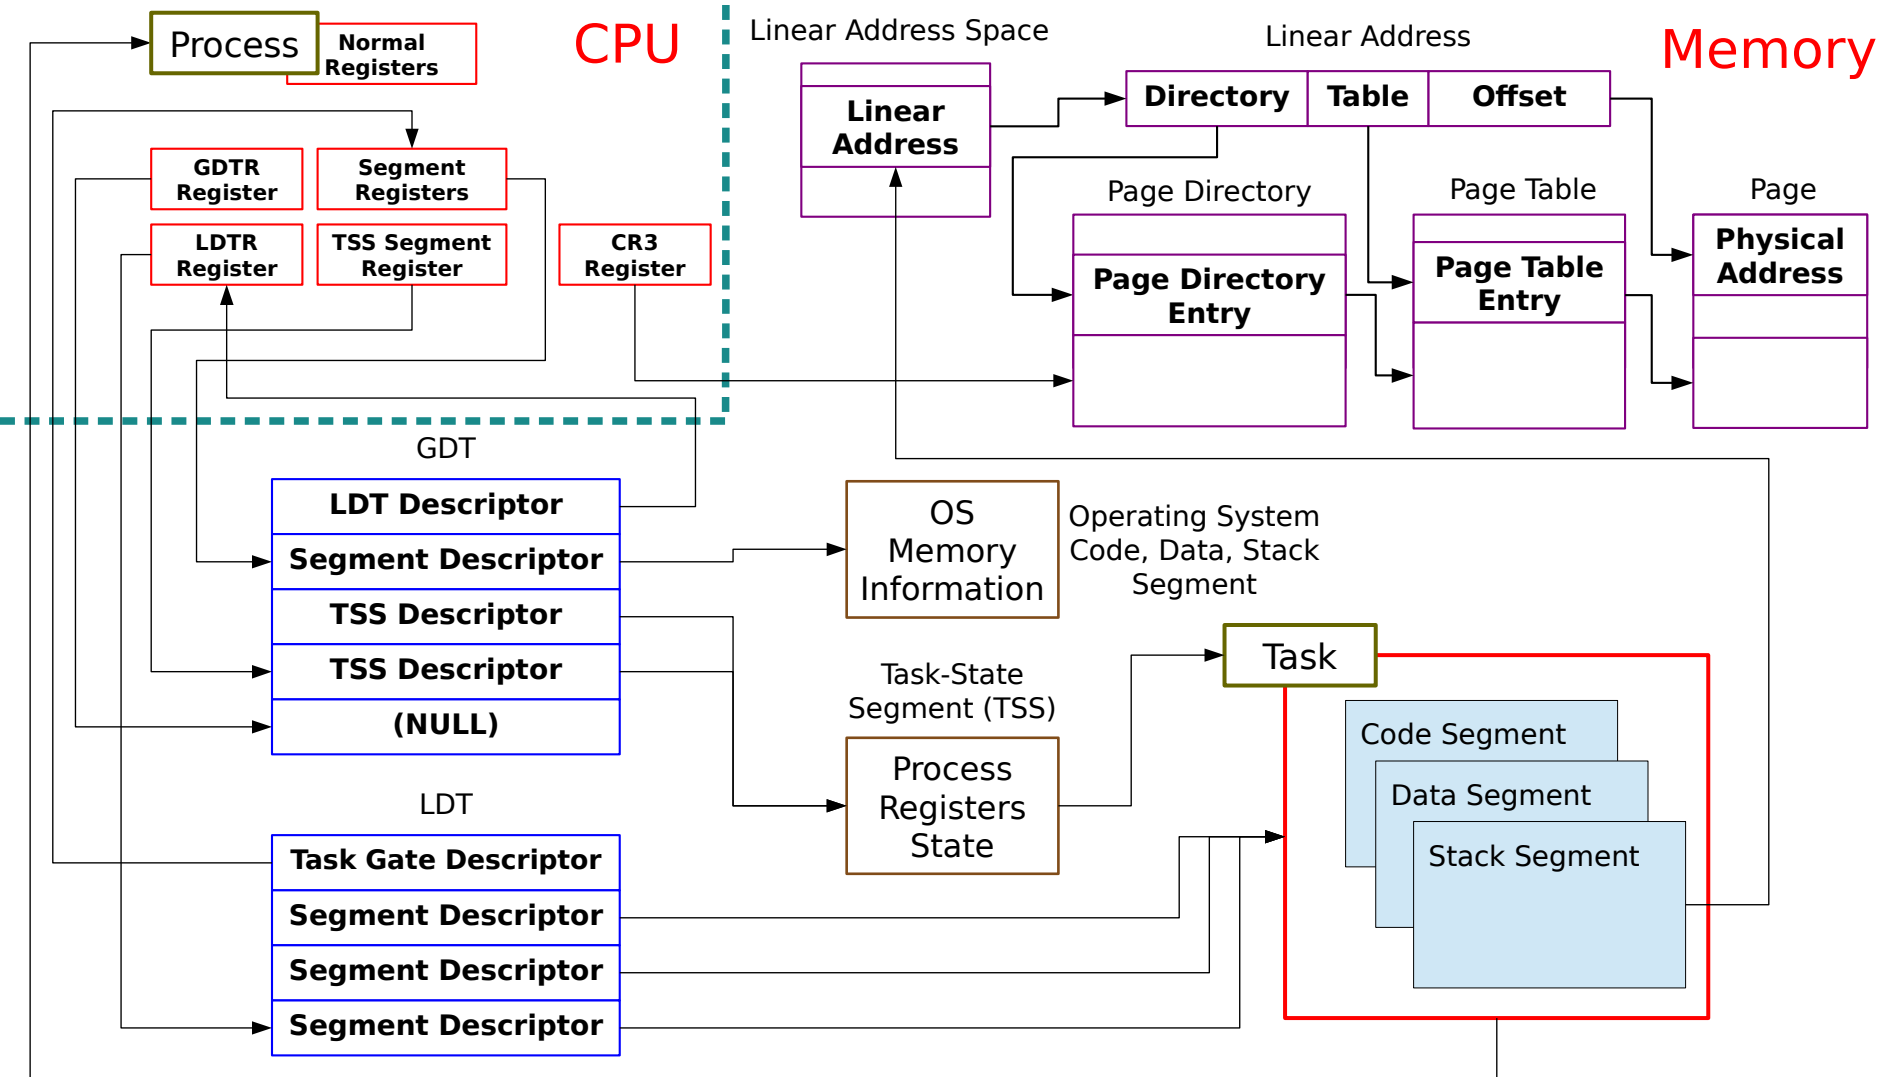 Process
Normal
Registers
CPU
GDTR
Register
Segment
Registers
LDTR
Register
TSS Segment
Register
CR3
Register
Linear Address Space
Linear
Address
Linear Address
Memory
Directory
Table
Offset
Page Directory
Page Directory
Entry
Page Table
Page Table
Entry
Page
Physical
Address
GDT
LDT Descriptor
Segment Descriptor
TSS Descriptor
TSS Descriptor
(NULL)
OS
Memory
Information
Operating System
Code, Data, Stack
Segment
Task-State
Segment (TSS)
Process
Registers
State
Task
Code Segment
Data Segment
Stack Segment
LDT
Task Gate Descriptor
Segment Descriptor
Segment Descriptor
Segment Descriptor